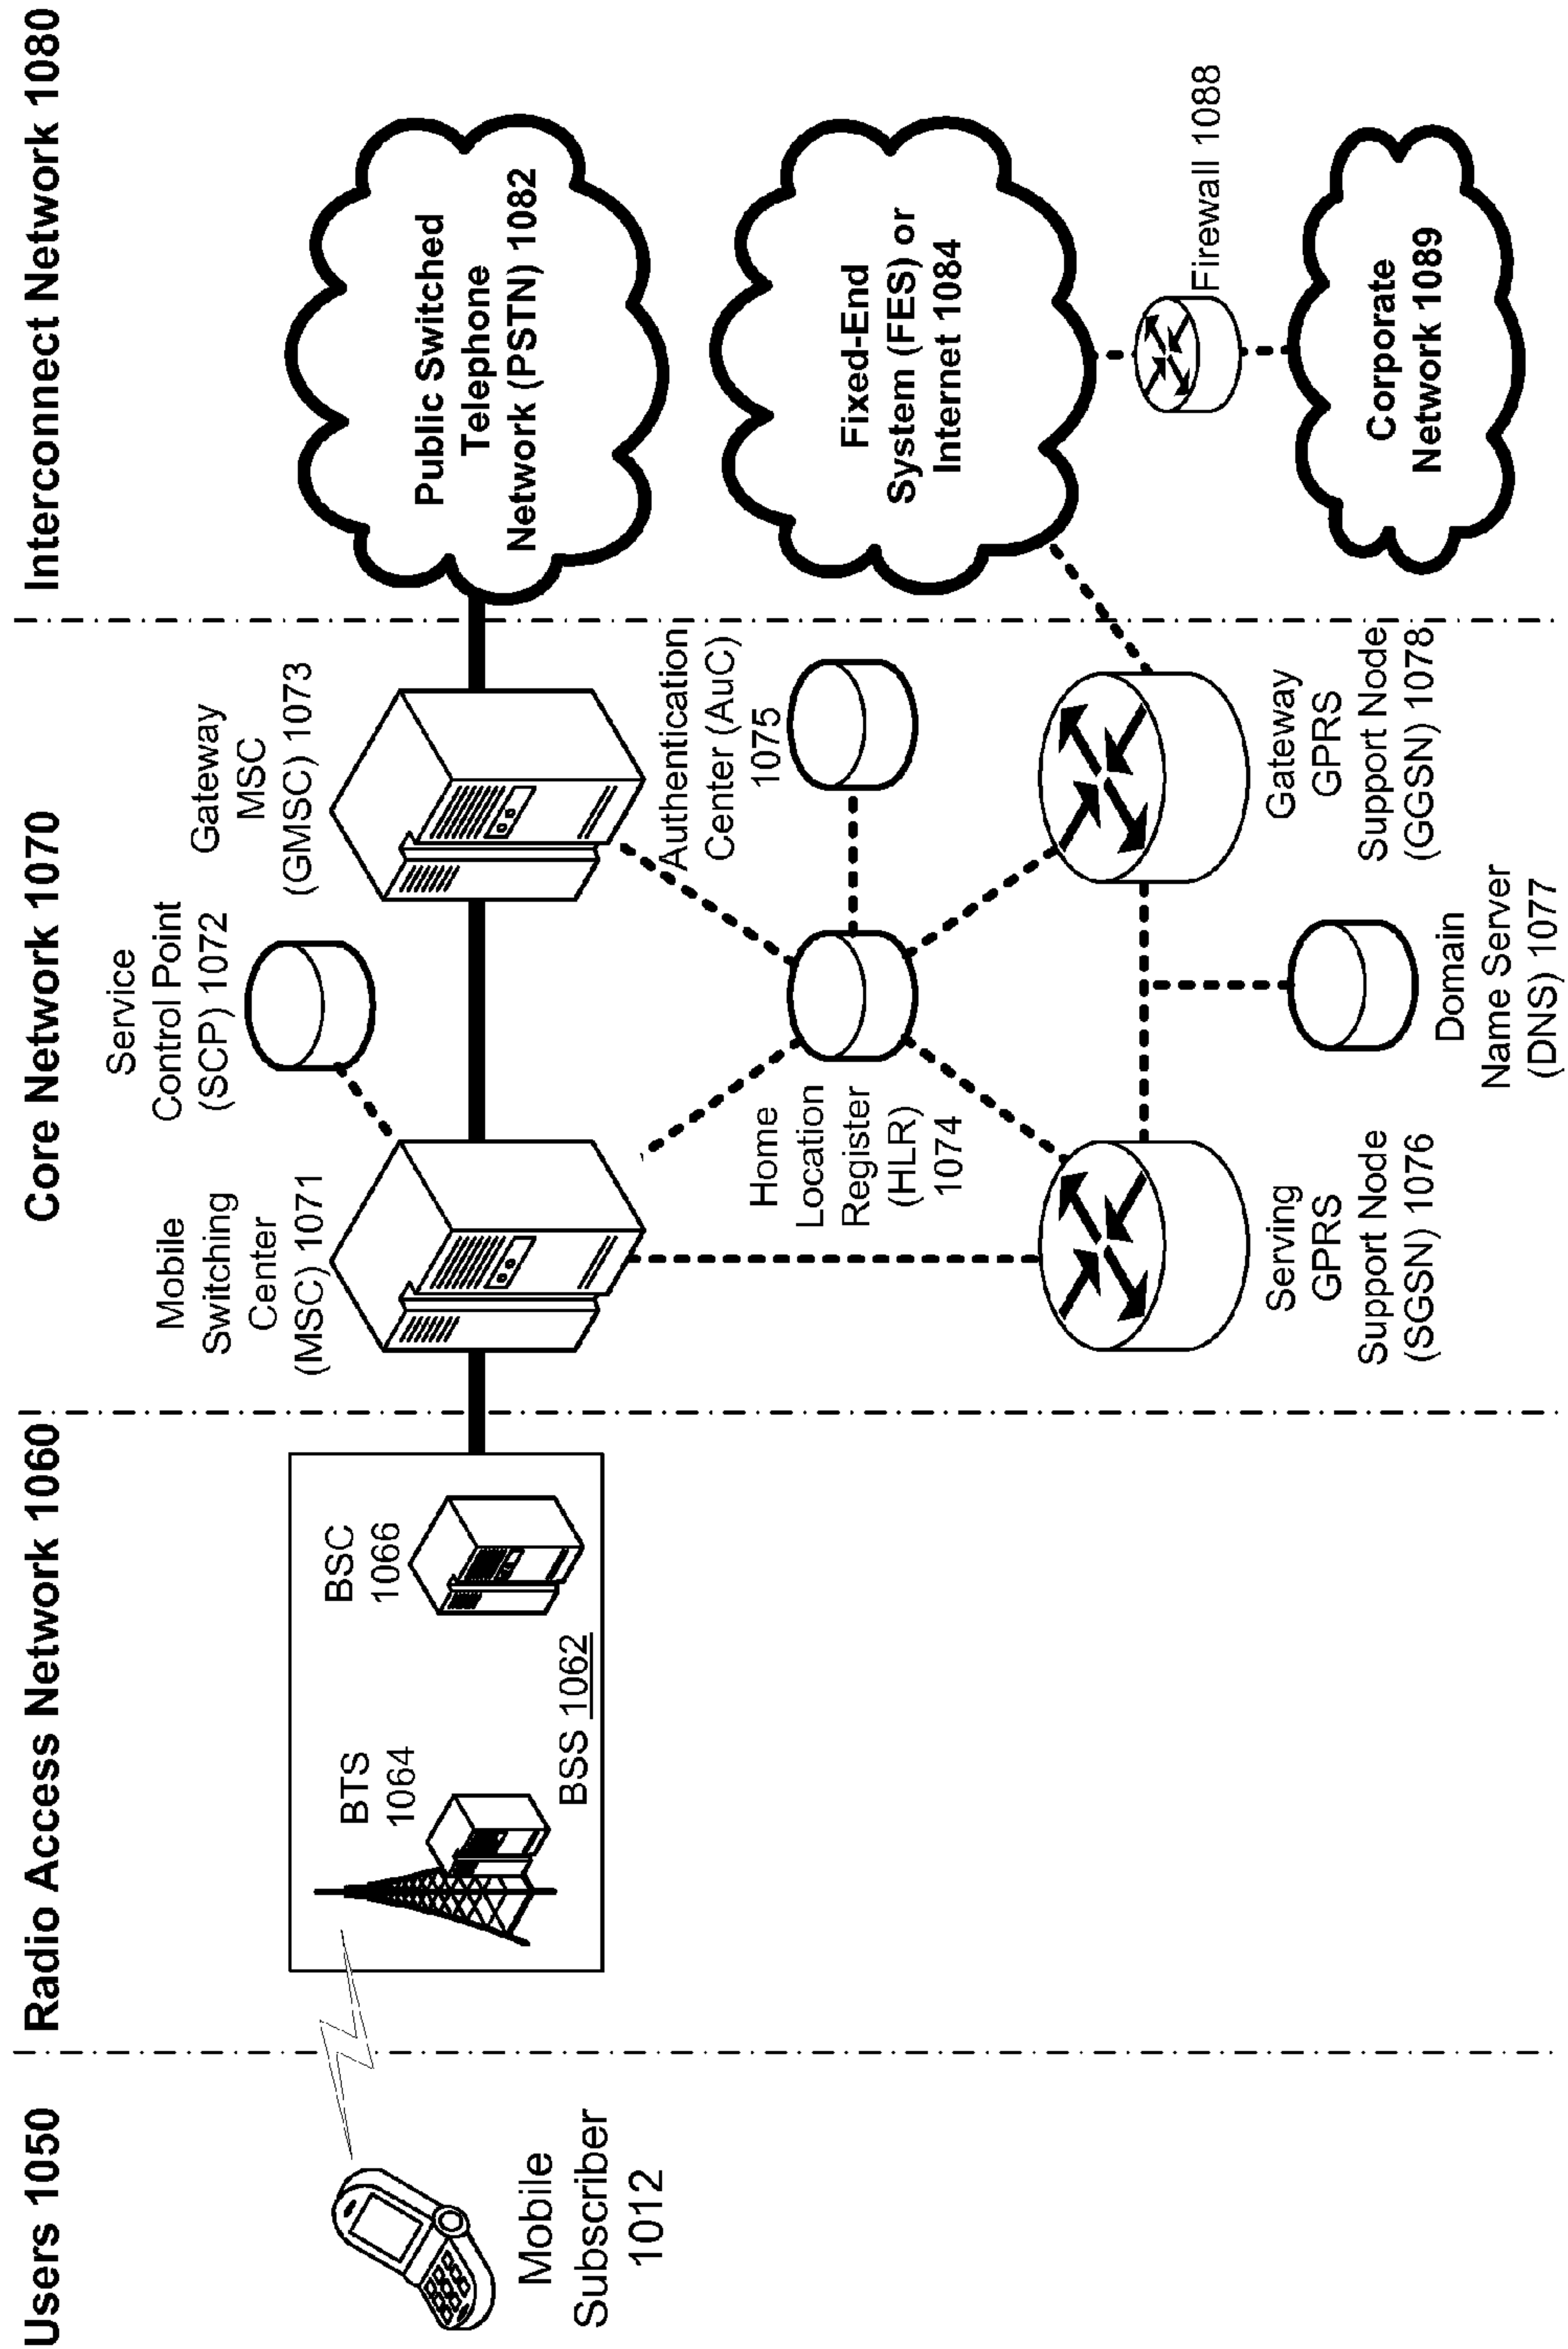 Users 1050
Radio Access Network 1060
Core Network 1070
Interconnect Network 1080
Mobile
Subscriber
1012
BTS
1064
BSC
1066
BSS 1062
Mobile
Switching
Center
(MSC) 1071
Service
Control Point
(SCP) 1072
Gateway
MSC
(GMSC) 1073
Home
Location
Register
(HLR)
1074
Authentication
Center (AuC)
1075
Serving
GPRS
Support Node
(SGSN) 1076
Domain
Name Server
(DNS) 1077
Gateway
GPRS
Support Node
(GGSN) 1078
Public Switched
Telephone
Network (PSTN) 1082
Fixed-End
System (FES) or
Internet 1084
Firewall 1088
Corporate
Network 1089